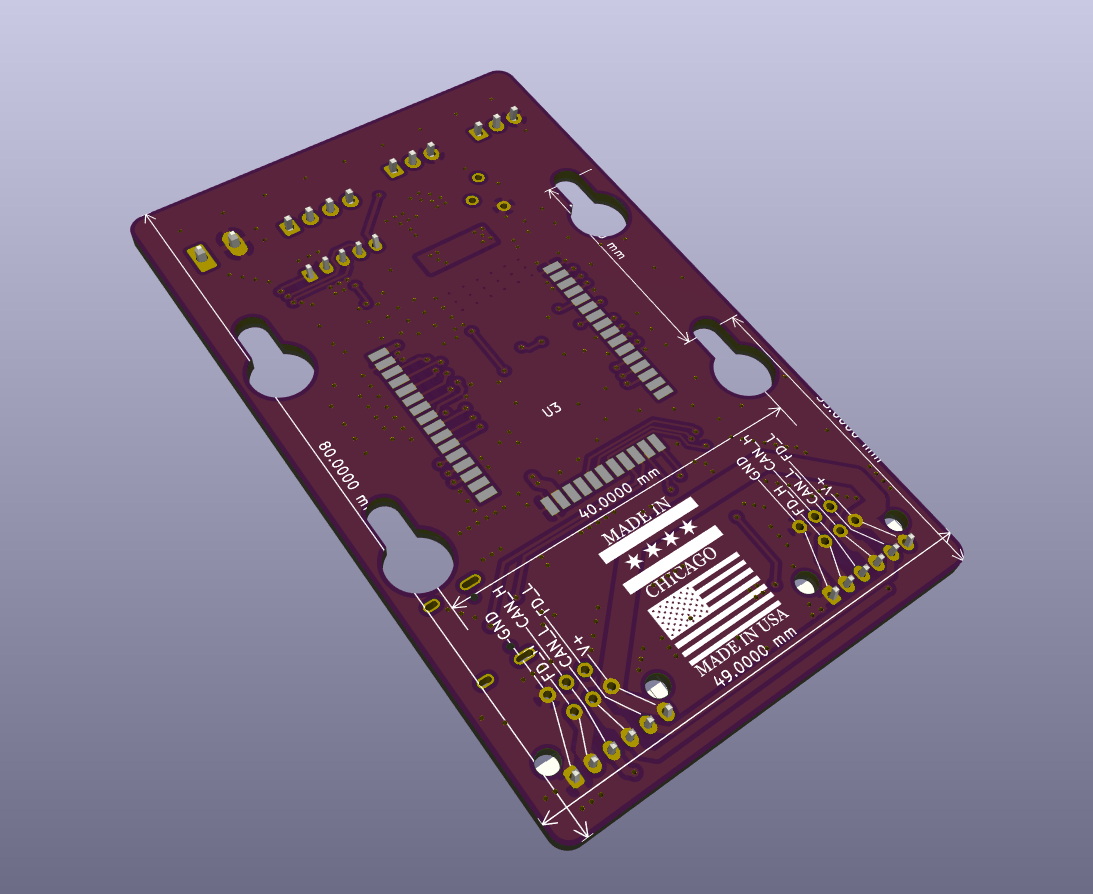 U3
80.0000 m
40.0000 mm
GND
FD_H
CAN_L
CAN_H
FD_L
V+
MADE iN
CHiCAGO
MADE IN USA
49.0000 mm
GND
FD_H
CAN_L
CAN_H
FD_L
V+